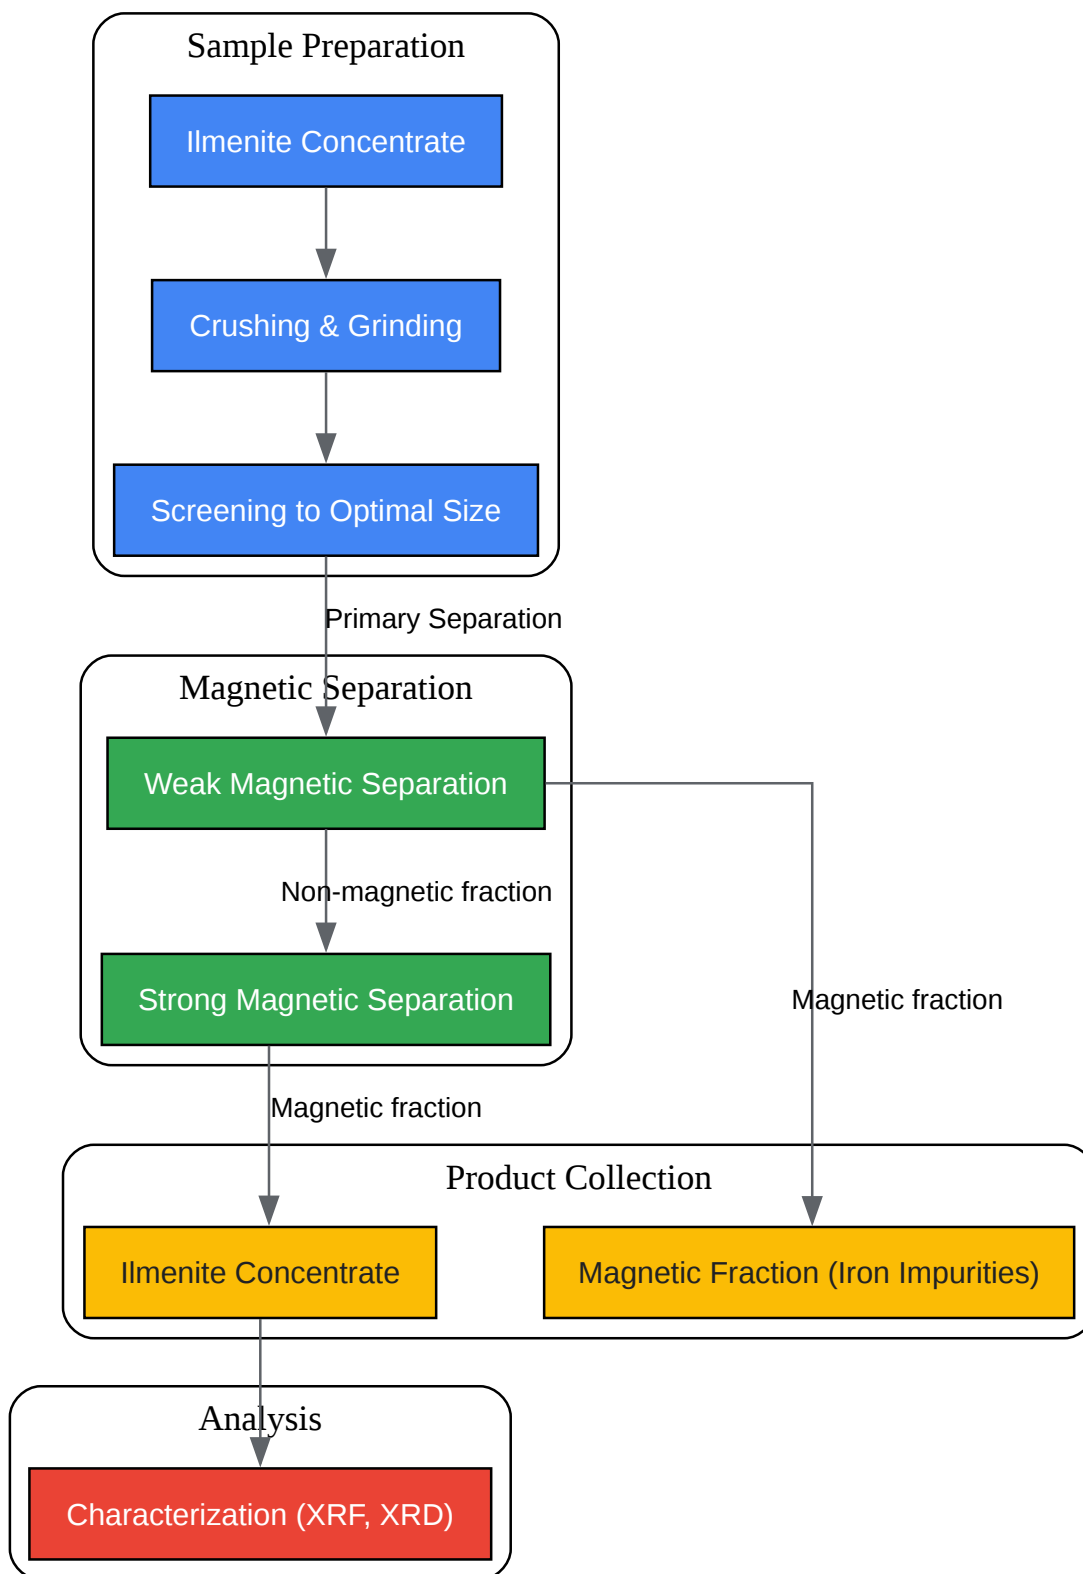 Sample Preparation
Ilmenite Concentrate
Crushing & Grinding
Screening to Optimal Size
Primary Separation
Magnetic Separation
Weak Magnetic Separation
Non-magnetic fraction
Strong Magnetic Separation
Magnetic fraction
Magnetic fraction
Product Collection
Ilmenite Concentrate
Magnetic Fraction (Iron Impurities)
Analysis
Characterization (XRF, XRD)